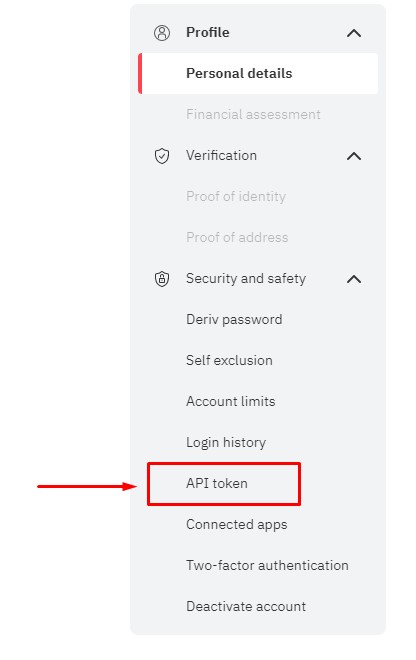 Profile
Personal details
Financial assessment
Verification
Proof of identity
Proof of address
Security and safety
Deriv password
Self exclusion
Account limits
Login history
API token
Connected apps
Two-factor authentication
Deactivate account